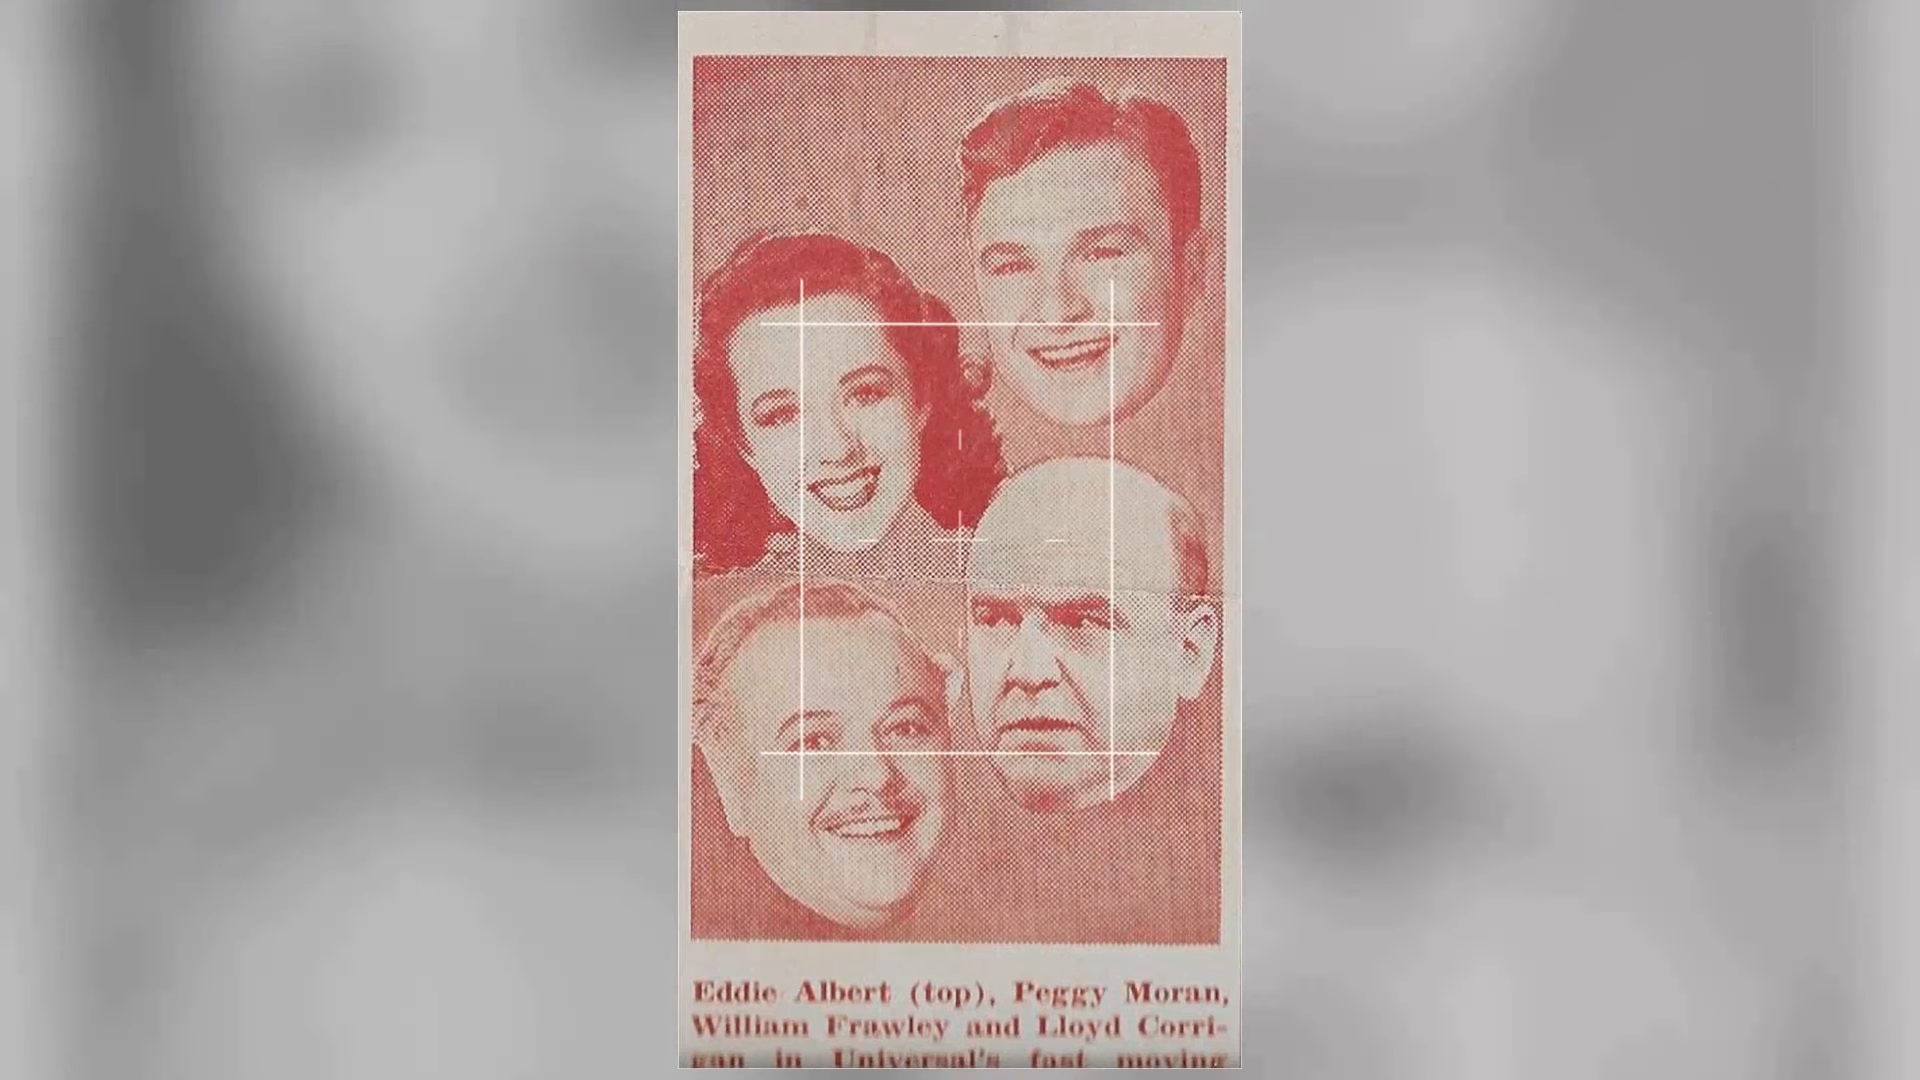 Eddie Albert (top), Peggy Moran,
William Frawley and Lloyd Corri-
gan in Universal's fast moving